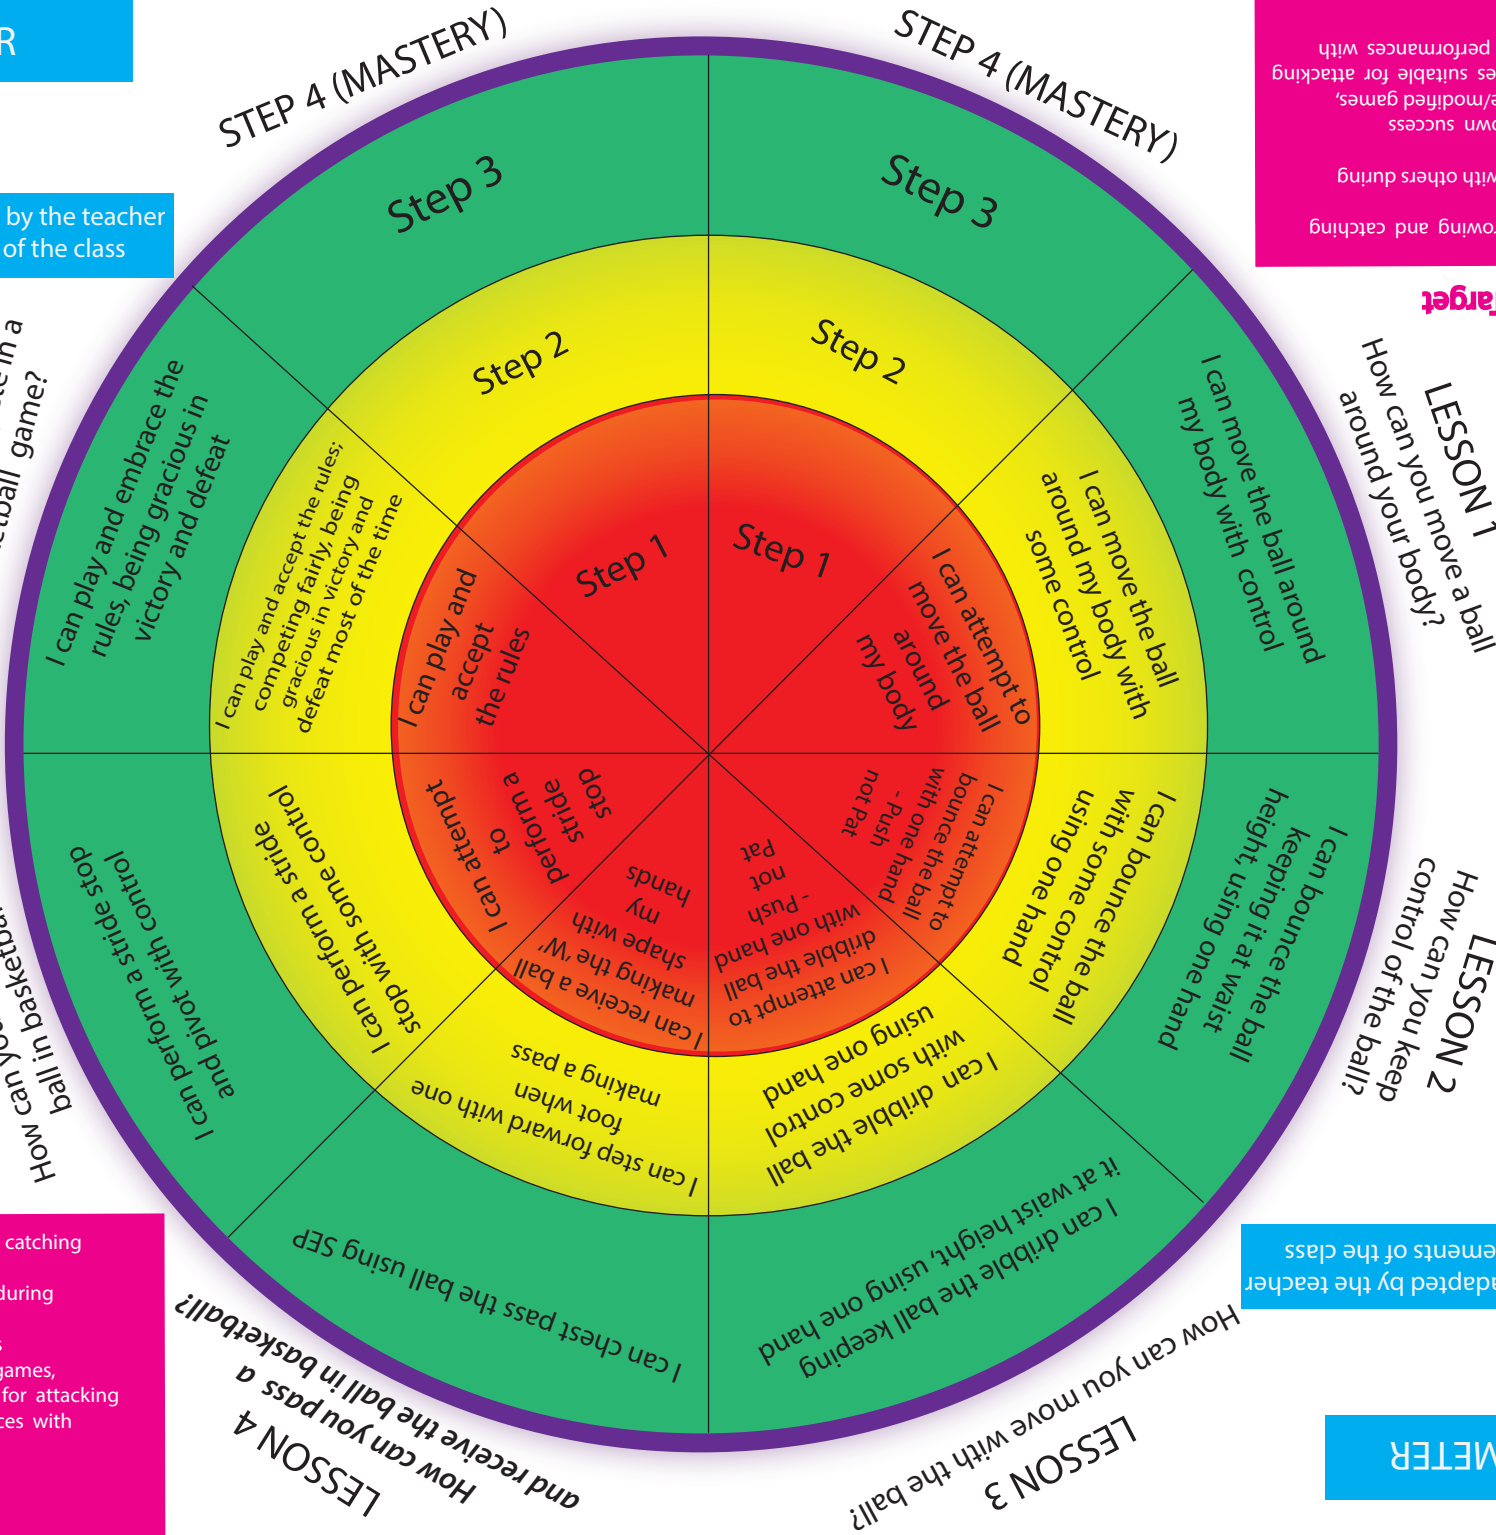 R
by the teacher
of the class
STEP 4 (MASTERY)
STEP 4 (MASTERY)
Step 3
Step 3
Step 2
Step 2
Step 1
Step 1
performances with
suitable for attacking
/modified games,
own success
with others during
and catching
Target
LESSON 1
How can you move a ball
around your body?
I can attempt to
move the ball
around
my body
I can move the ball
around my body with
some control
I can move the ball around
my body with control
LESSON 2
How can you keep
control of the ball?
I can attempt to
bounce the ball
with one hand
- Push
not Pat
I can bounce the ball
with some control
using one hand
I can bounce the ball
keeping it at waist
height, using one hand
LESSON 3
How can you move with the ball?
I can attempt to
dribble the ball
with one hand
- Push
not
Pat
I can dribble the ball
with some control
using one hand
I can dribble the ball keeping
it at waist height, using one hand
LESSON 4
How can you pass a
and receive the ball in basketball?
I can receive a ball
making the ‘W’
shape with
my
hands
I can step forward with one
foot when
making a pass
I can chest pass the ball using SEP
How can
ball in
I can attempt
to
perform a
stride
stop
I can perform a stride
stop with some control
I can perform a stride stop
and pivot with control
in a
game?
I can play and
accept
the rules
I can play and accept the rules;
competing fairly, being
gracious in victory and
defeat most of the time
I can play and embrace the
rules, being gracious in
victory and defeat
catching
during
games,
for attacking
with
adapted by the teacher
of the class
METER